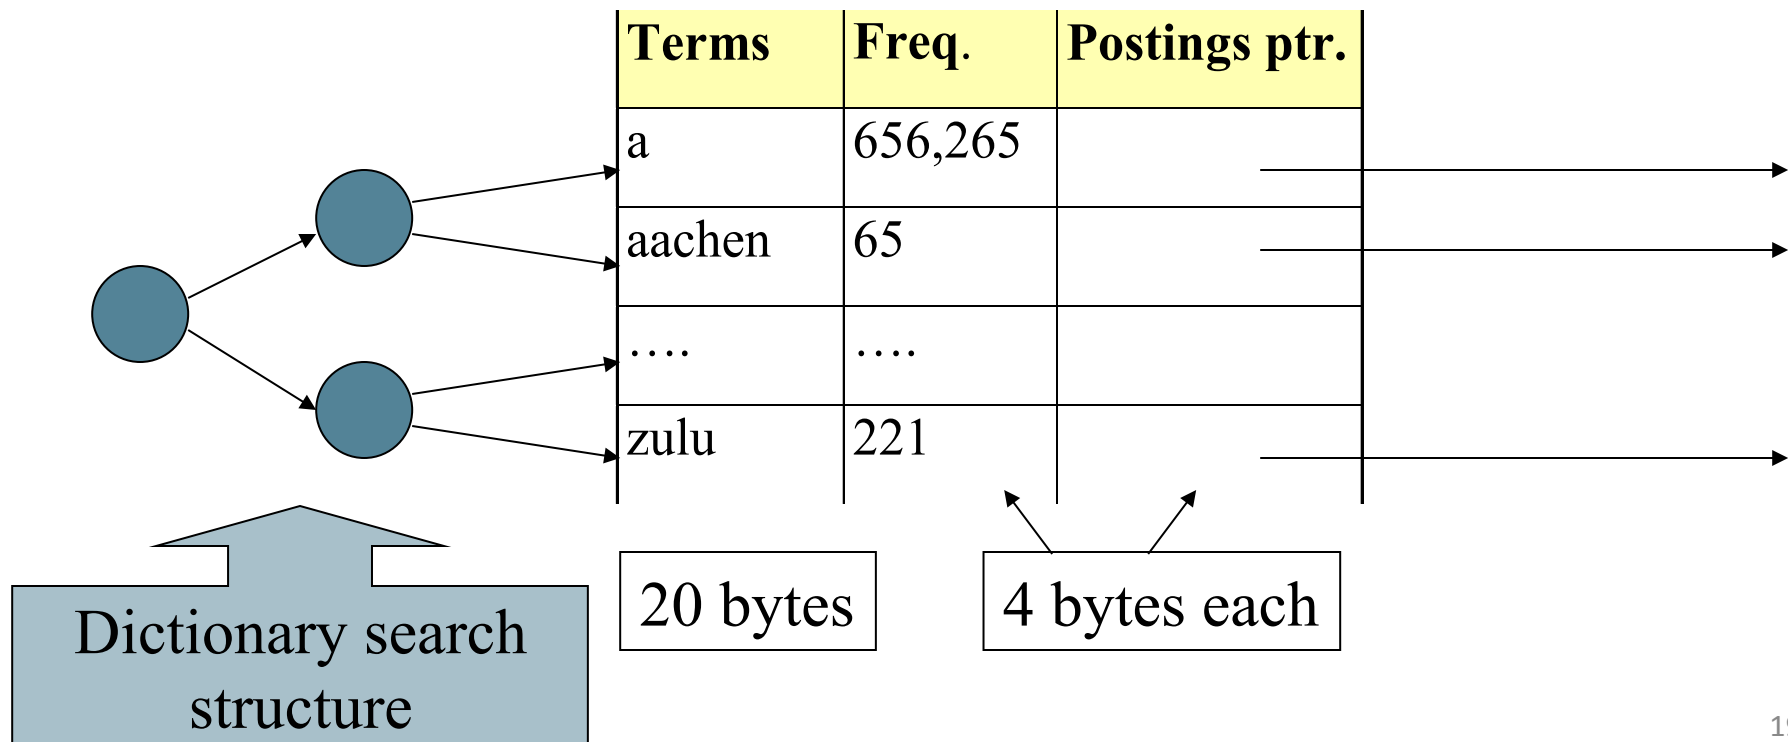 Terms Freq. Postings ptr.
a 656,265
aachen 65
…. ….
zulu 221
20 bytes 4 bytes each
Dictionary search
structure